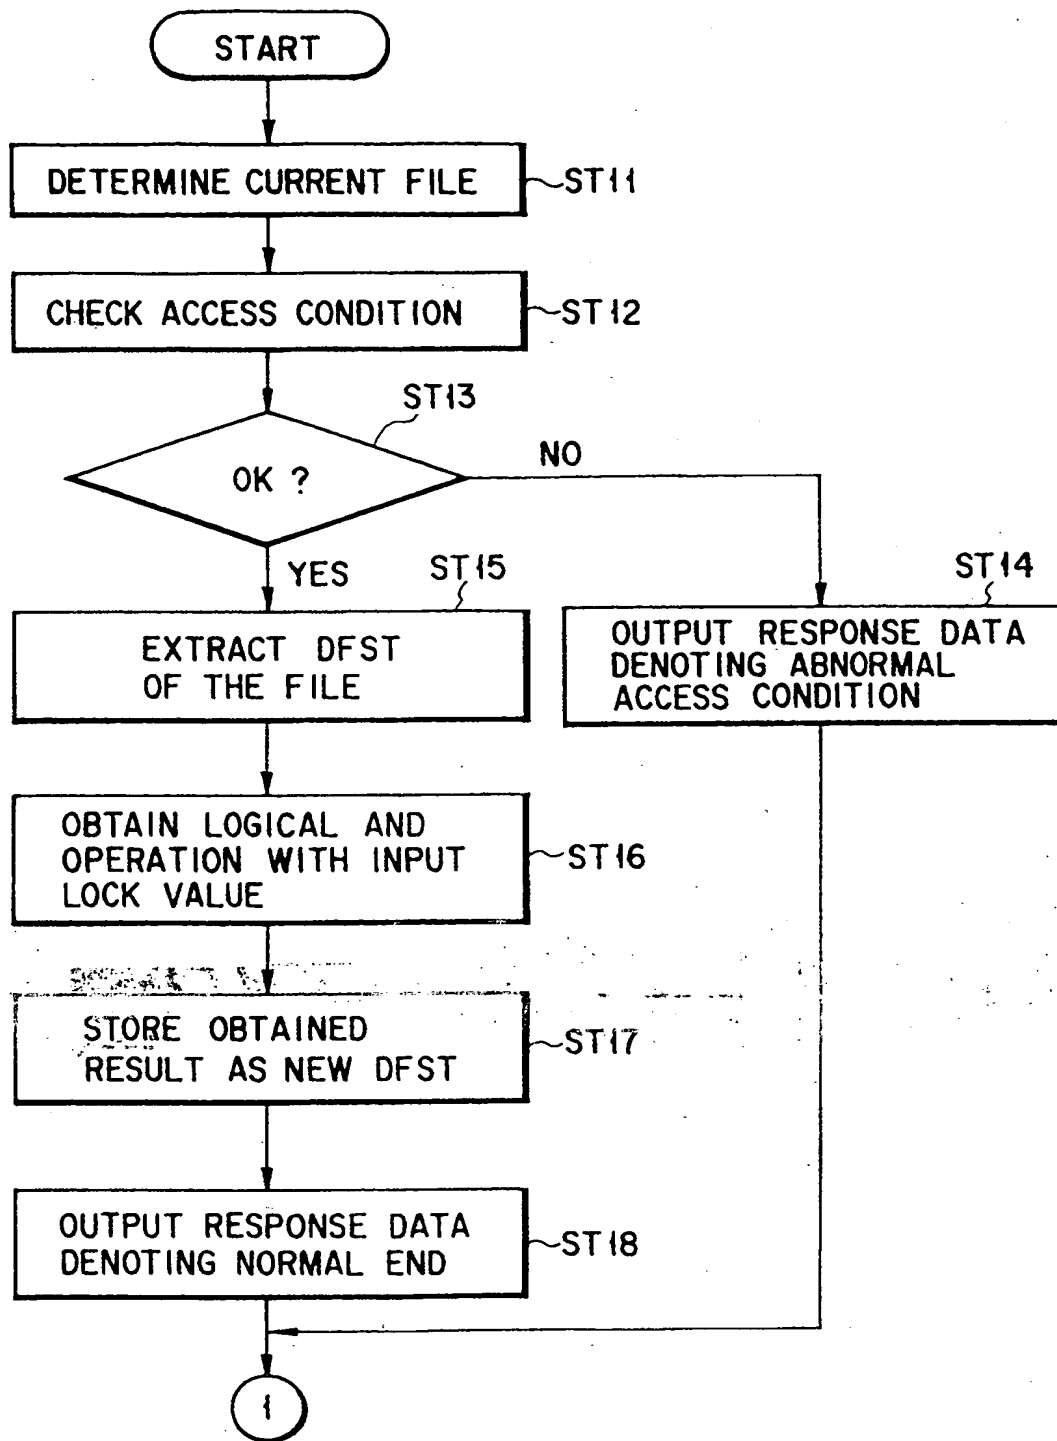 START
DETERMINE CURRENT FILE
ST11
CHECK ACCESS CONDITION
ST12
ST13
OK ?
NO
YES
ST15
ST14
EXTRACT DFST
OF THE FILE
OUTPUT RESPONSE DATA
DENOTING ABNORMAL
ACCESS CONDITION
OBTAIN LOGICAL AND
OPERATION WITH INPUT
LOCK VALUE
ST16
STORE OBTAINED
RESULT AS NEW DFST
ST17
OUTPUT RESPONSE DATA
DENOTING NORMAL END
ST18
1